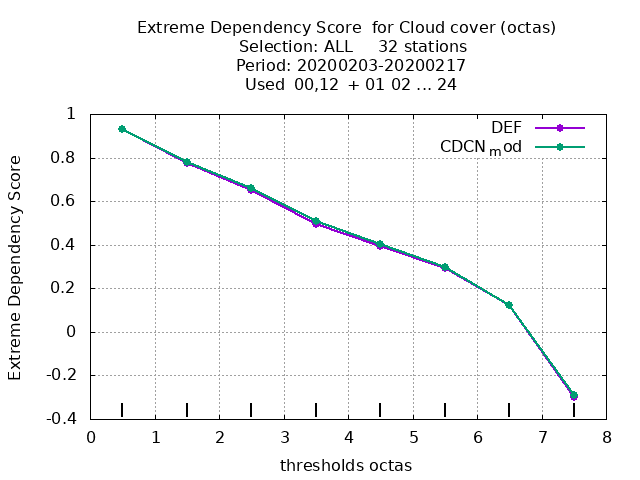 Extreme Dependency Score  for Cloud cover (octas)
Selection: ALL     32 stations
Period: 20200203-20200217
Used  00,12  + 01 02 ... 24
DEF
CDCN_mod
Extreme Dependency Score
1
0.8
0.6
0.4
0.2
0
-0.2
-0.4
0 1 2 3 4 5 6 7 8
thresholds octas